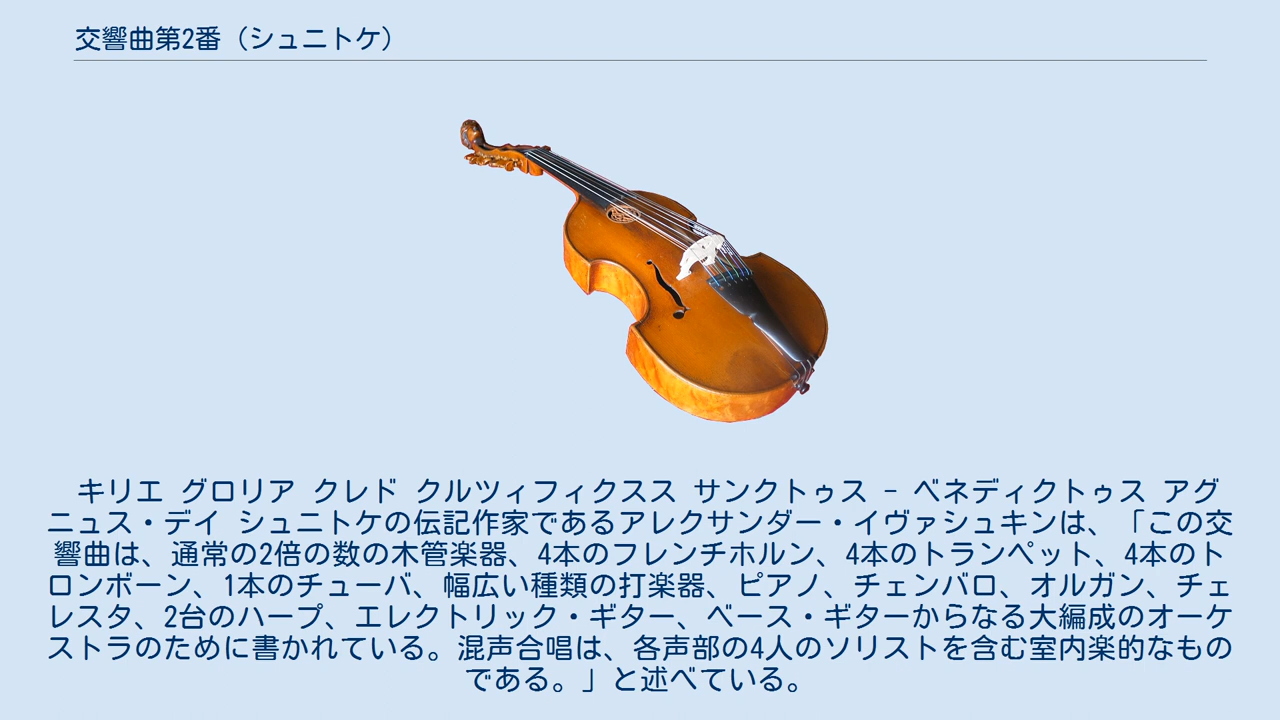 交響曲第2番（シュニトケ）
キリエ グロリア クレド クルツィフィクスス サンクトゥス – ベネディクトゥス アグ
ニュス・デイ シュニトケの伝記作家であるアレクサンダー・イヴァシュキンは、「この交
響曲は、通常の2倍の数の木管楽器、4本のフレンチホルン、4本のトランペット、4本のト
ロンボーン、1本のチューバ、幅広い種類の打楽器、ピアノ、チェンバロ、オルガン、チェ
レスタ、2台のハープ、エレクトリック・ギター、ベース・ギターからなる大編成のオーケ
ストラのために書かれている。混声合唱は、各声部の4人のソリストを含む室内楽的なもの
である。」と述べている。